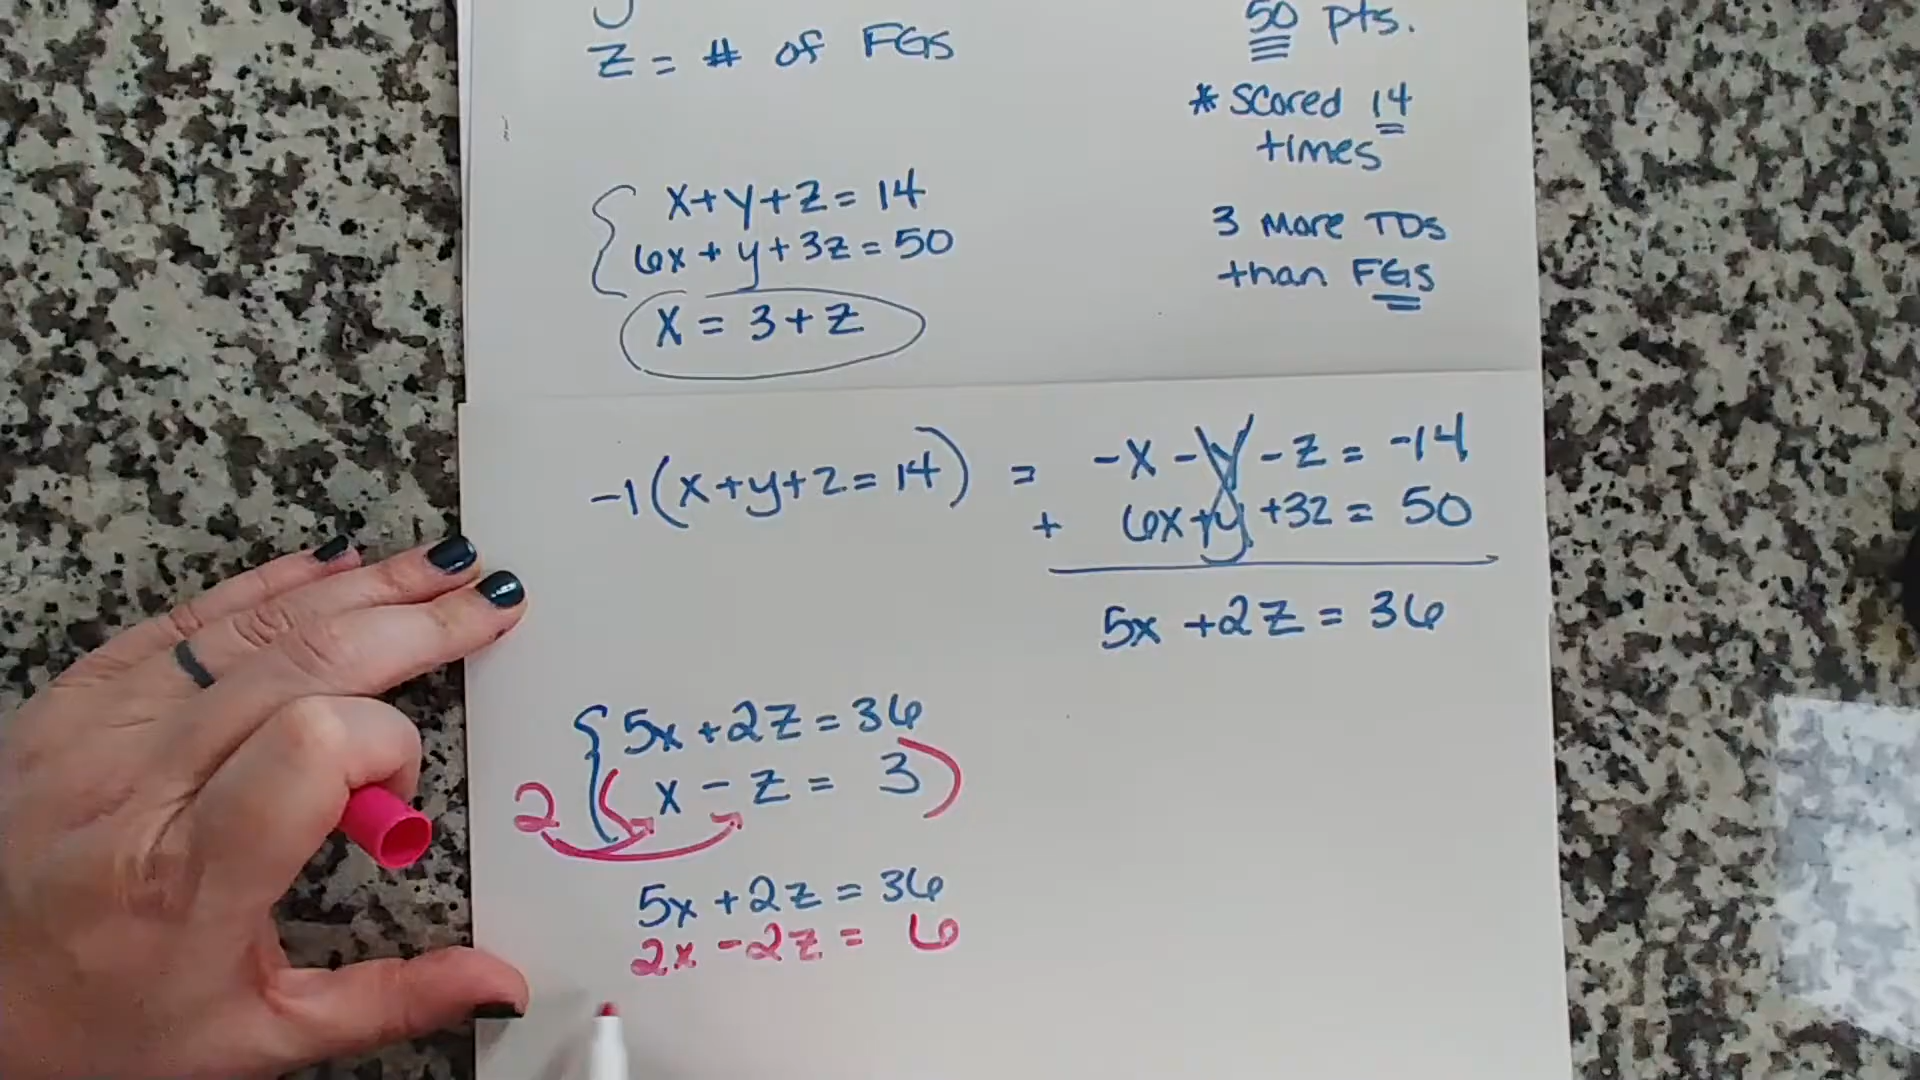 z = # of FGs
50 pts.
* Scored 14
times
3 More TDs
than FGs
x+y+z = 14
6x + y + 3z = 50
x = 3 + z
-1(x+y+z = 14) = -x - y - z = -14
+ 6x+y +3z = 50
5x +2z = 36
5x +2z = 36
2 ( x - z = 3 )
5x +2z = 36
2x -2z = 6